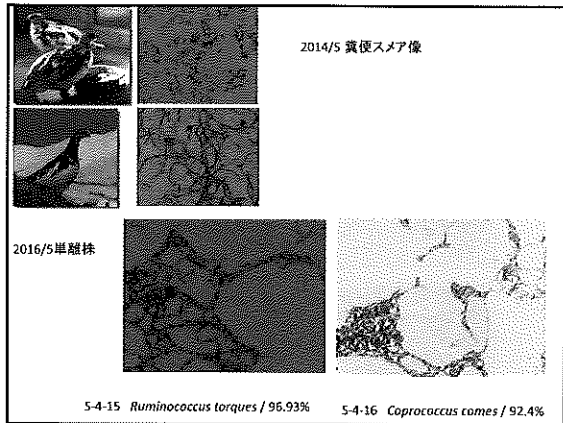 2014/5 糞便スメア像
2016/5単離株
5-4-15 Ruminococcus torques / 96.93%
5-4-16 Coprococcus comes / 92.4%